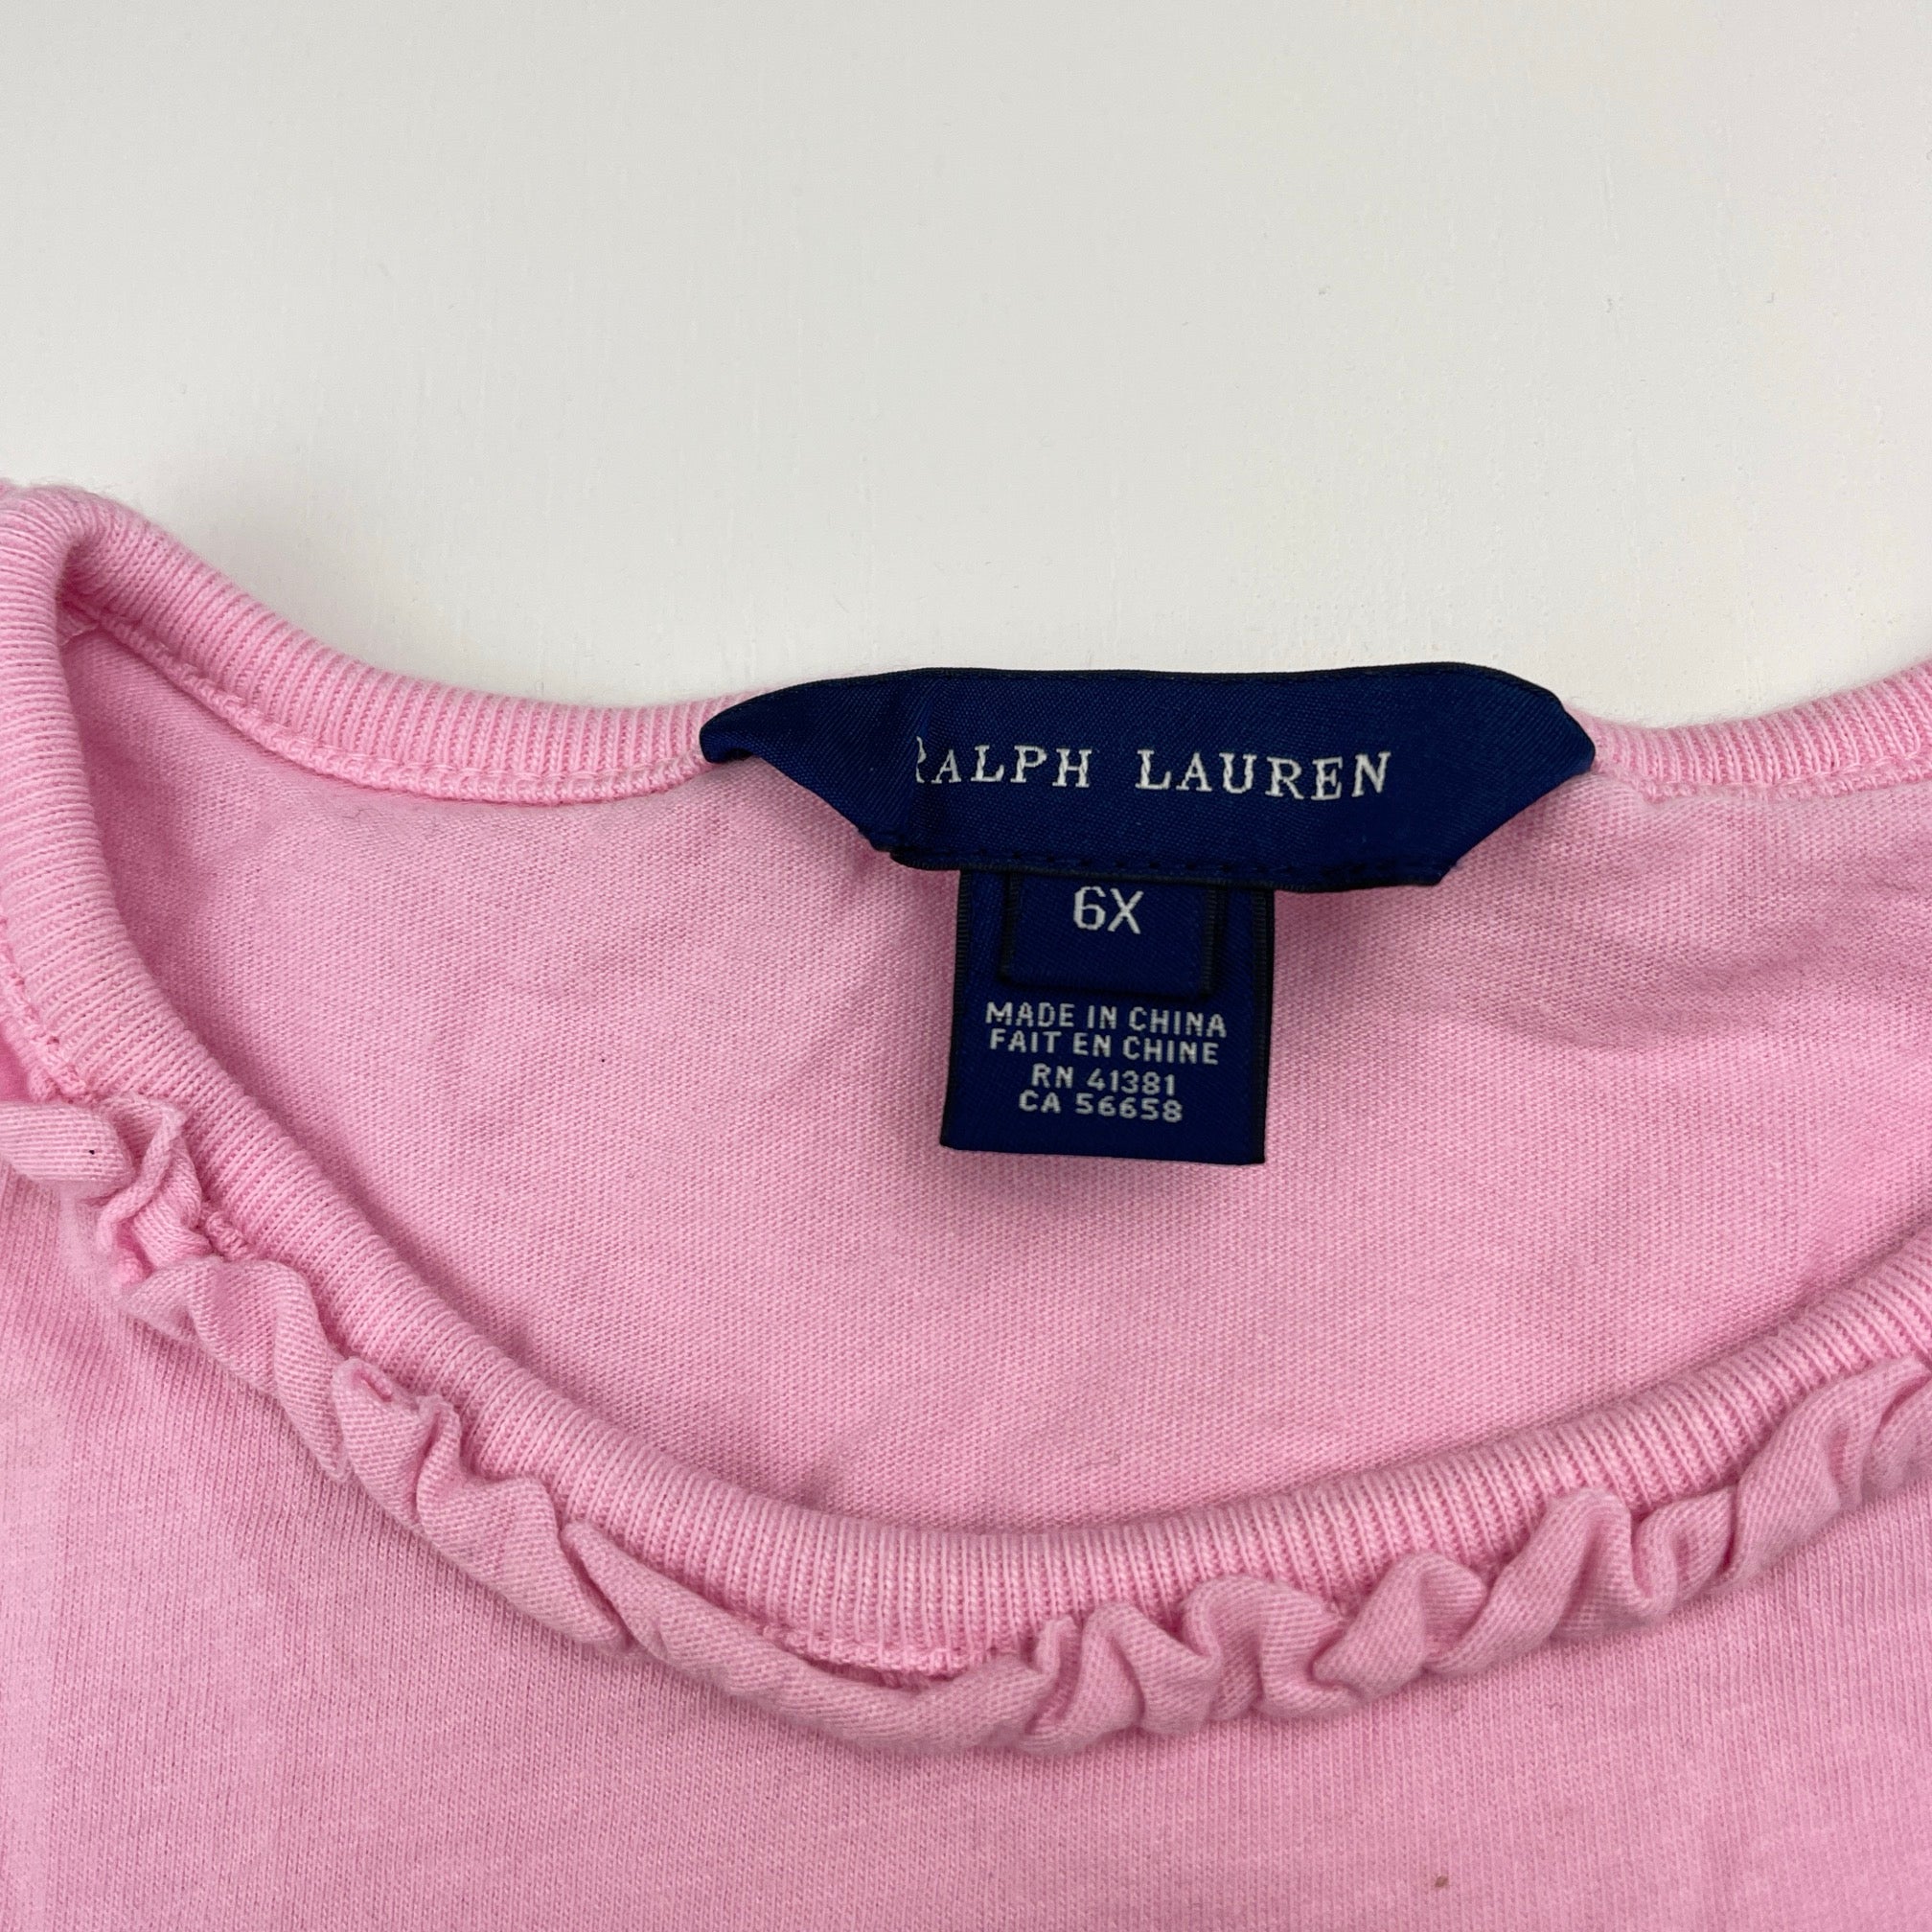 RALPH LAUREN
6X
MADE IN CHINA
FAIT EN CHINE
RN 41381
CA 56658